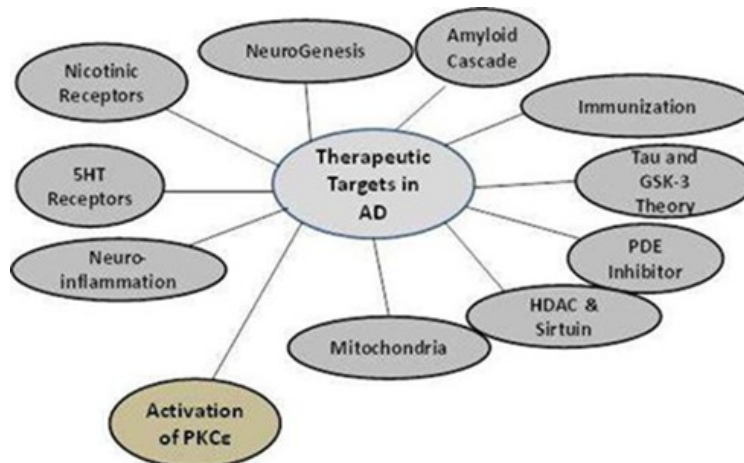 NeuroGenesis
Amyloid
Cascade
Nicotinic
Receptors
Immunization
Therapeutic
Targets in
AD
Tau and
GSK-3
Theory
5HT
Receptors
PDE
Inhibitor
Neuro-
inflammation
HDAC &
Sirtuin
Mitochondria
Activation
of PKCε